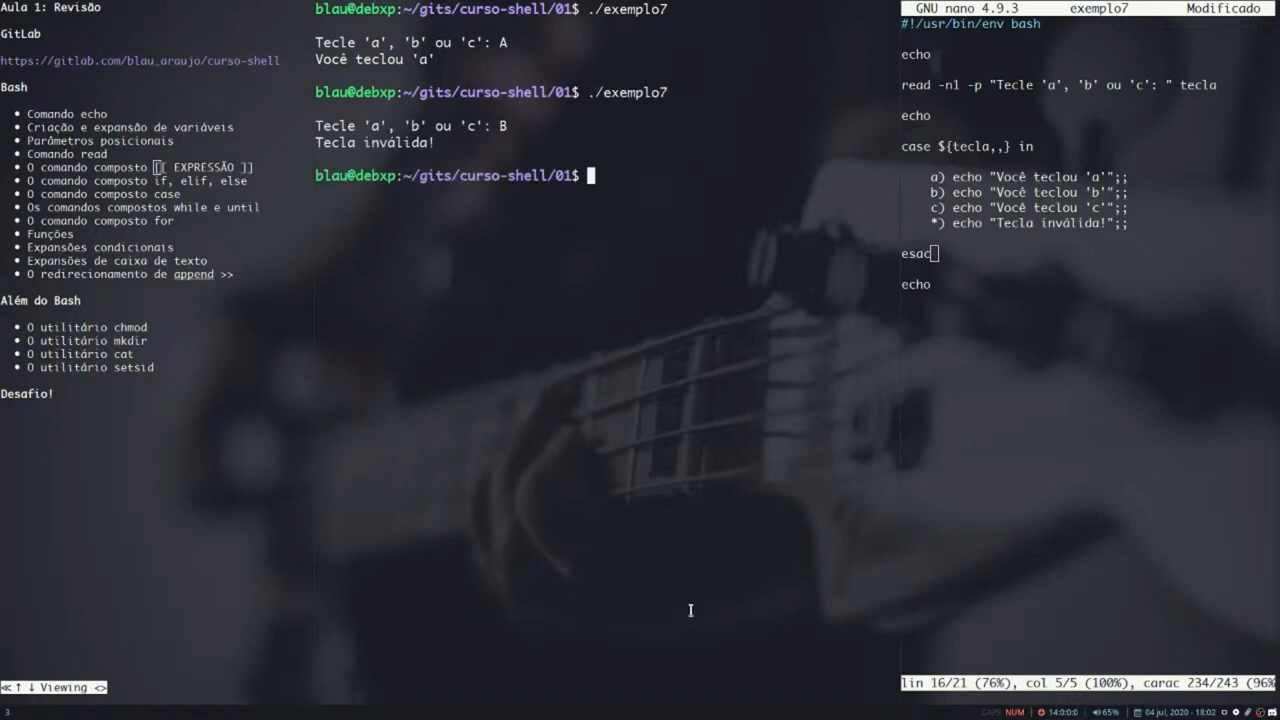 Aula 1: Revisão
GitLab
https://gitlab.com/blau_araujo/curso-shell
Bash
• Comando echo
• Criação e expansão de variáveis
• Parâmetros posicionais
• Comando read
• O comando composto [[ EXPRESSÃO ]]
• O comando composto if, elif, else
• O comando composto case
• Os comandos compostos while e until
• O comando composto for
• Funções
• Expansões condicionais
• Expansões de caixa de texto
• O redirecionamento de append >>
Além do Bash
• O utilitário chmod
• O utilitário mkdir
• O utilitário cat
• O utilitário setsid
Desafio!
≪↑ ↓ Viewing <>
blau@debxp:~/gits/curso-shell/01$ ./exemplo7
Tecle 'a', 'b' ou 'c': A
Você teclou 'a'
blau@debxp:~/gits/curso-shell/01$ ./exemplo7
Tecle 'a', 'b' ou 'c': B
Tecla inválida!
blau@debxp:~/gits/curso-shell/01$
GNU nano 4.9.3 exemplo7 Modificado
#!/usr/bin/env bash
echo
read -n1 -p "Tecle 'a', 'b' ou 'c': " tecla
echo
case ${tecla,,} in
a) echo "Você teclou 'a'";;
b) echo "Você teclou 'b'";;
c) echo "Você teclou 'c'";;
*) echo "Tecla inválida!";;
esac
echo
lin 16/21 (76%), col 5/5 (100%), carac 234/243 (96%
3
CAPS NUM 14:0:0:0 65% 04 jul, 2020 - 18:02